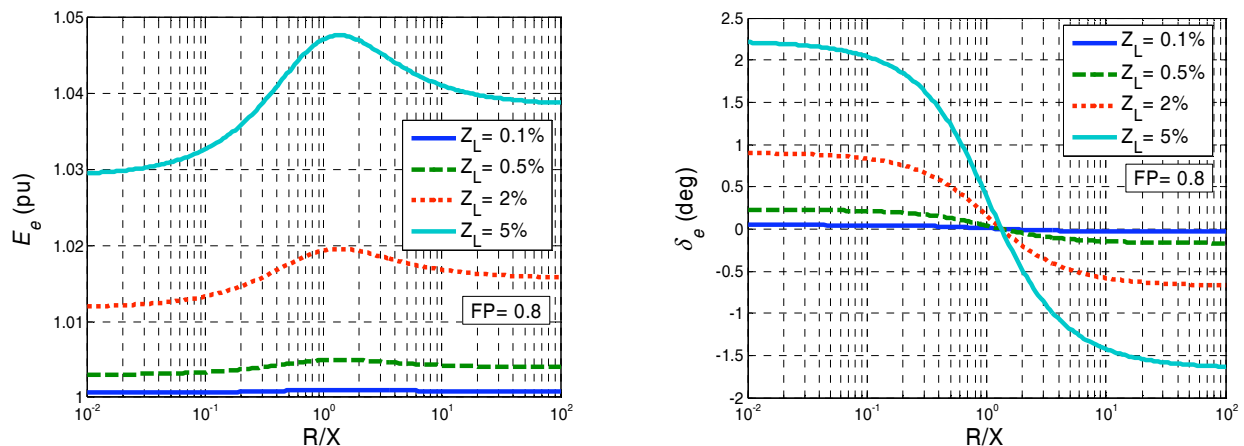 1.05
1.04
1.03
1.02
1.01
1
E_e (pu)
Z_L= 0.1%
Z_L= 0.5%
Z_L= 2%
Z_L= 5%
FP= 0.8
10^-2
10^-1
10^0
10^1
10^2
R/X
2.5
2
1.5
1
0.5
0
-0.5
-1
-1.5
-2
δ_e (deg)
Z_L= 0.1%
Z_L= 0.5%
Z_L= 2%
Z_L= 5%
FP= 0.8
10^-2
10^-1
10^0
10^1
10^2
R/X